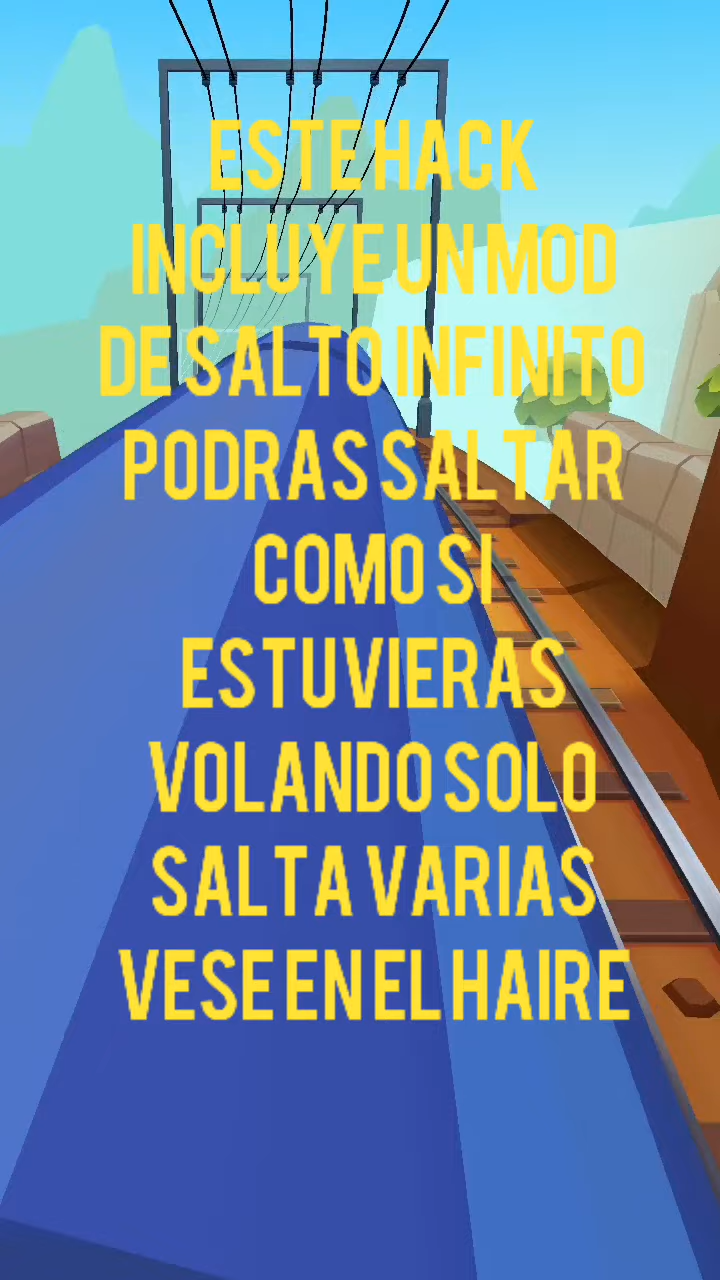 ESTE HACK
INCLUYE UN MOD
DE SALTO INFINITO
PODRAS SALTAR
COMO SI
ESTUVIERAS
VOLANDO SOLO
SALTA VARIAS
VESE EN EL HAIRE